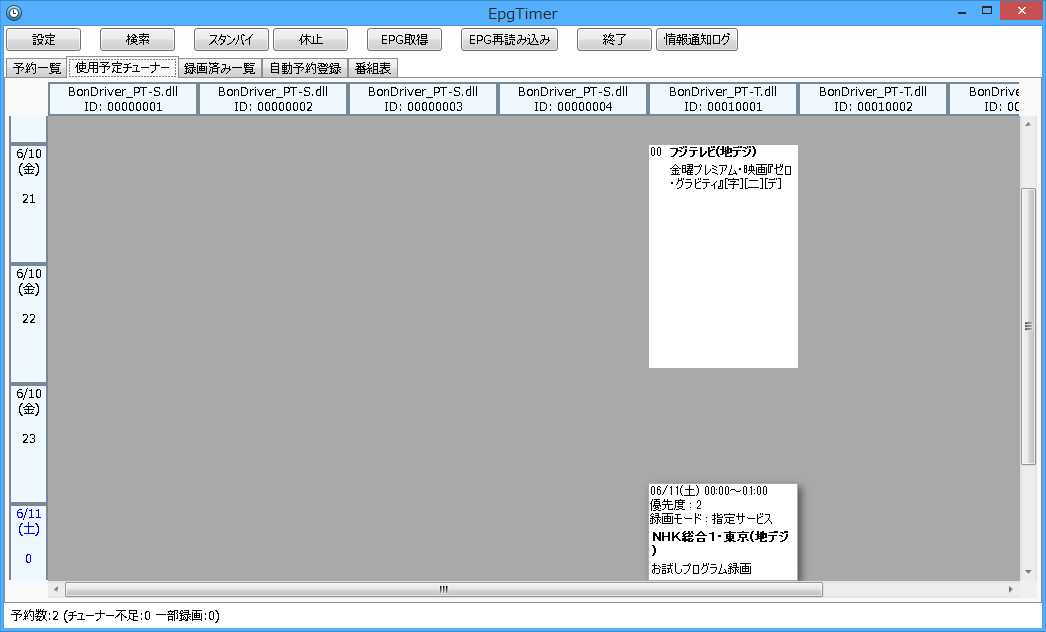 EpgTimer
設定 検索 スタンバイ 休止 EPG取得 EPG再読み込み 終了 情報通知ログ
予約一覧 使用予定チューナー 録画済み一覧 自動予約登録 番組表
BonDriver_PT-S.dll BonDriver_PT-S.dll BonDriver_PT-S.dll BonDriver_PT-S.dll BonDriver_PT-T.dll BonDriver_PT-T.dll BonDrive
ID: 00000001 ID: 00000002 ID: 00000003 ID: 00000004 ID: 00010001 ID: 00010002 ID: 00
6/10
(金)
21
00 フジテレビ(地デジ)
金曜プレミアム・映画『ゼロ
・グラビティ』[字][二][デ]
6/10
(金)
22
6/10
(金)
23
6/11
(土)
0
06/11(土) 00:00～01:00
優先度 : 2
録画モード : 指定サービス
NHK総合1・東京(地デジ
)
お試しプログラム録画
予約数:2 (チューナー不足:0 一部録画:0)